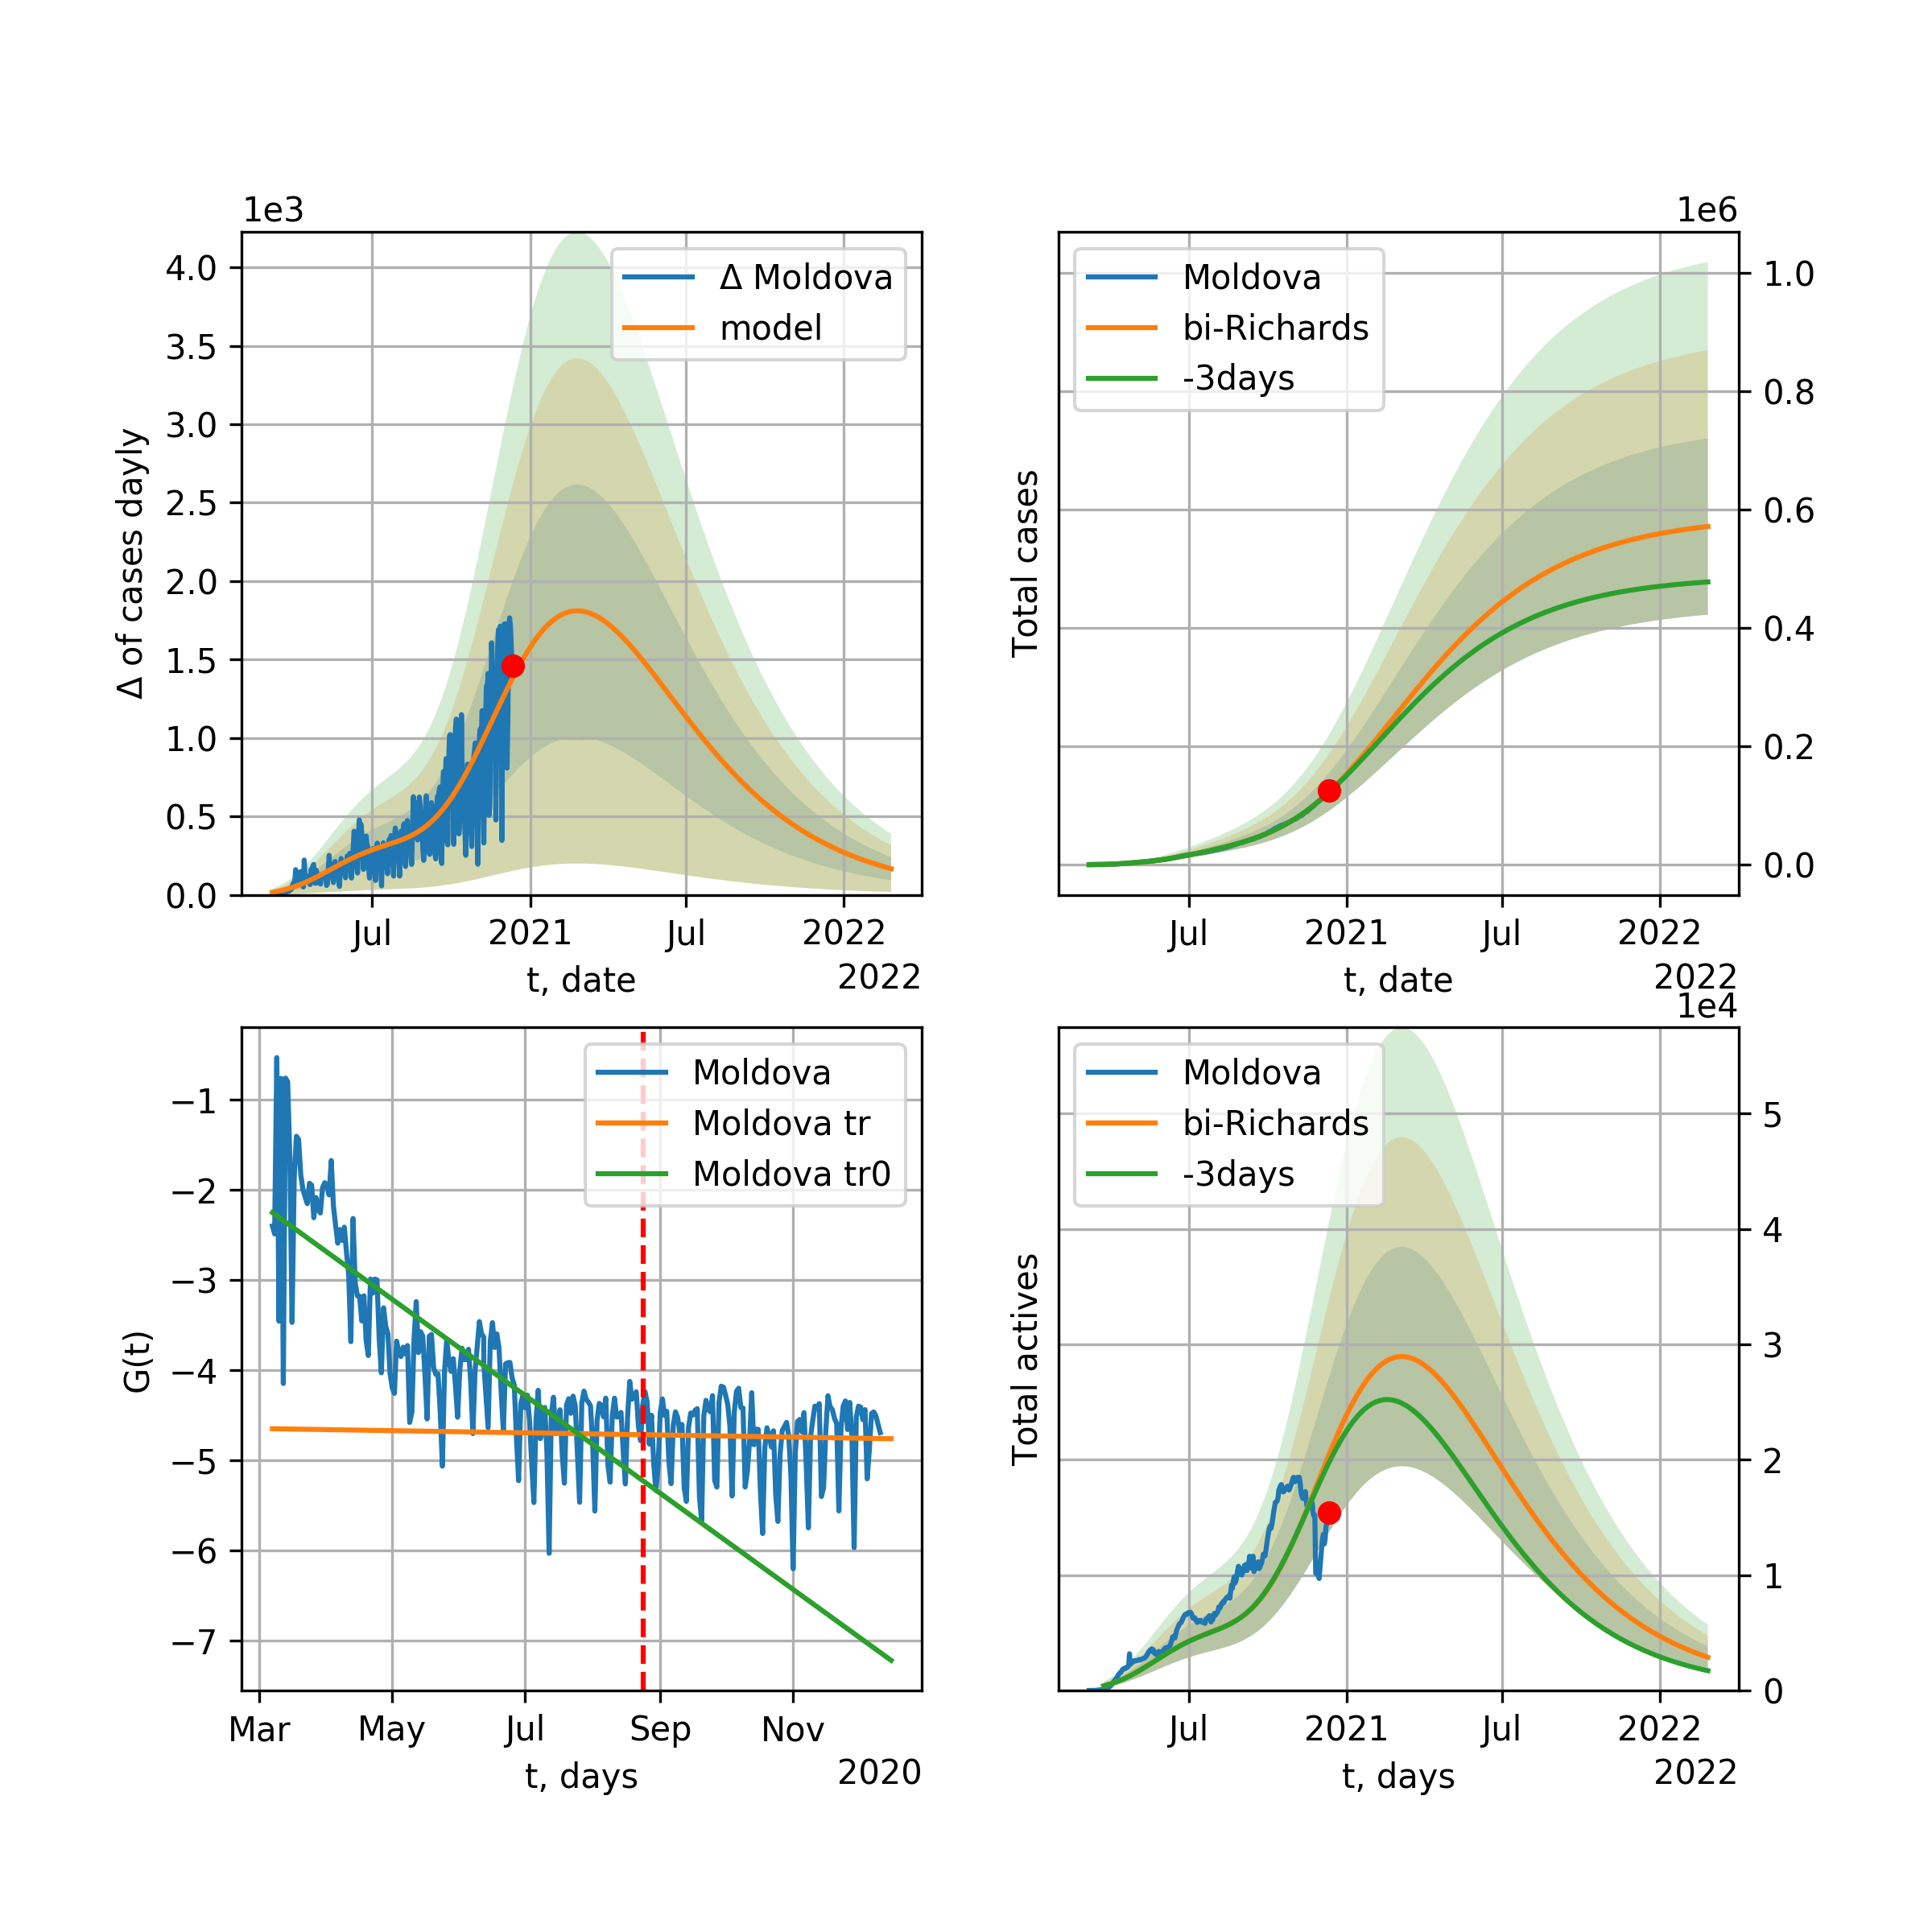 1e3
Δ of cases dayly
4.0
3.5
3.0
2.5
2.0
1.5
1.0
0.5
0.0
Δ Moldova
model
Jul 2021 Jul 2022
t, date
2022
1e6
Total cases
Moldova
bi-Richards
-3days
1.0
0.8
0.6
0.4
0.2
0.0
Jul 2021 Jul 2022
t, date
2022
G(t)
−1
−2
−3
−4
−5
−6
−7
Moldova
Moldova tr
Moldova tr0
Mar May Jul Sep Nov
t, days
2020
1e4
Total actives
Moldova
bi-Richards
-3days
5
4
3
2
1
0
Jul 2021 Jul 2022
t, days
2022